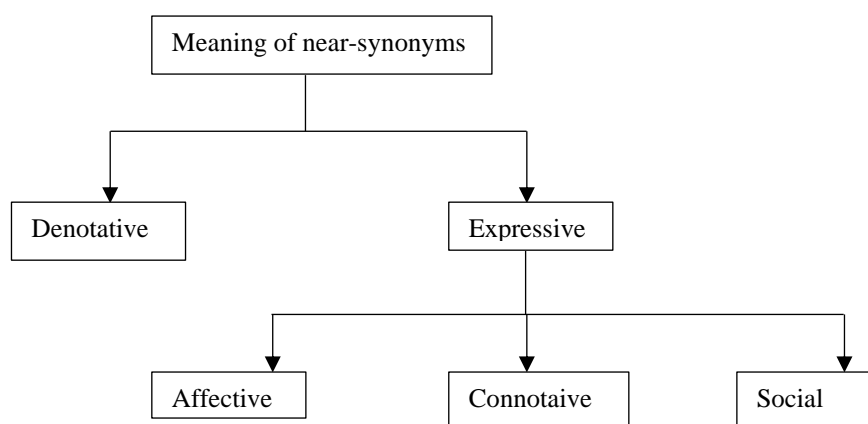 Meaning of near-synonyms
Denotative
Expressive
Affective
Connotaive
Social